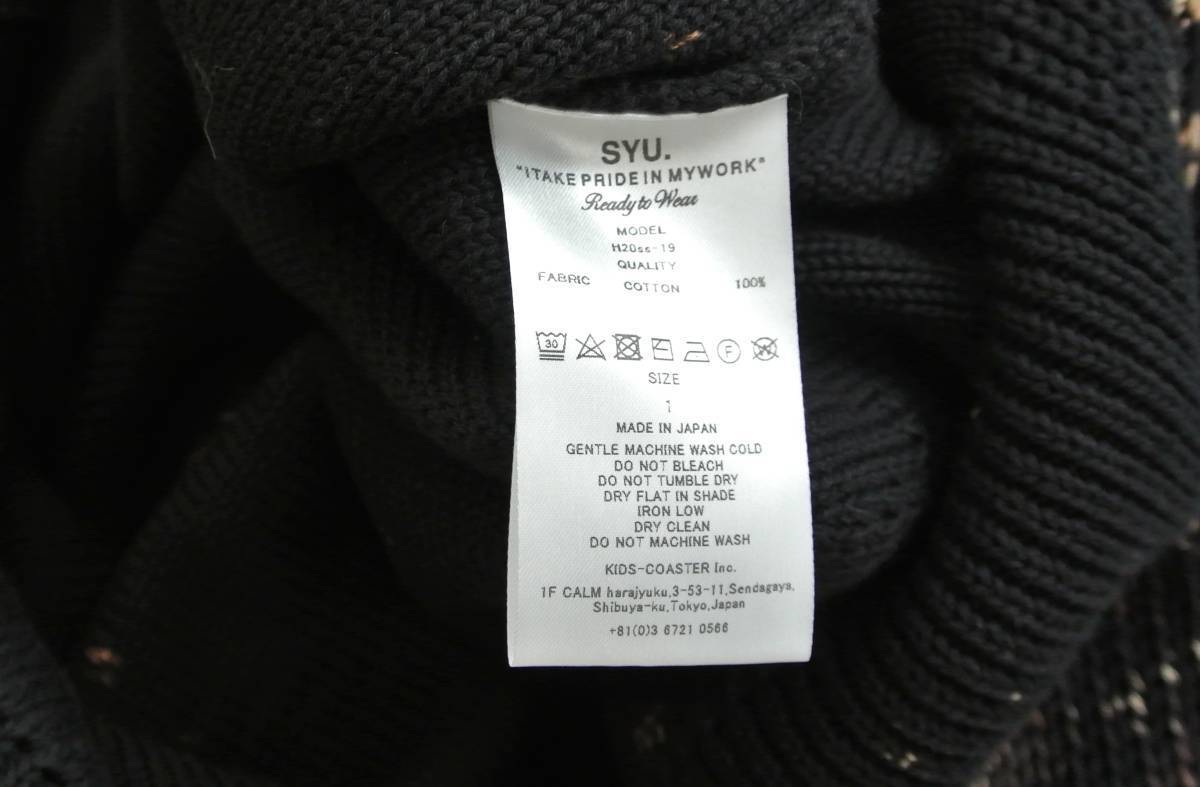 SYU.
"ITAKE PRIDE IN MYWORK"
Ready to Wear
MODEL
H20ss-19
QUALITY
FABRIC COTTON 100%
30
F
SIZE
1
MADE IN JAPAN
GENTLE MACHINE WASH COLD
DO NOT BLEACH
DO NOT TUMBLE DRY
DRY FLAT IN SHADE
IRON LOW
DRY CLEAN
DO NOT MACHINE WASH
KIDS-COASTER Inc.
1F CALM harajyuku,3-53-11,Sendagaya,
Shibuya-ku,Tokyo,Japan
+81(0)3 6721 0566